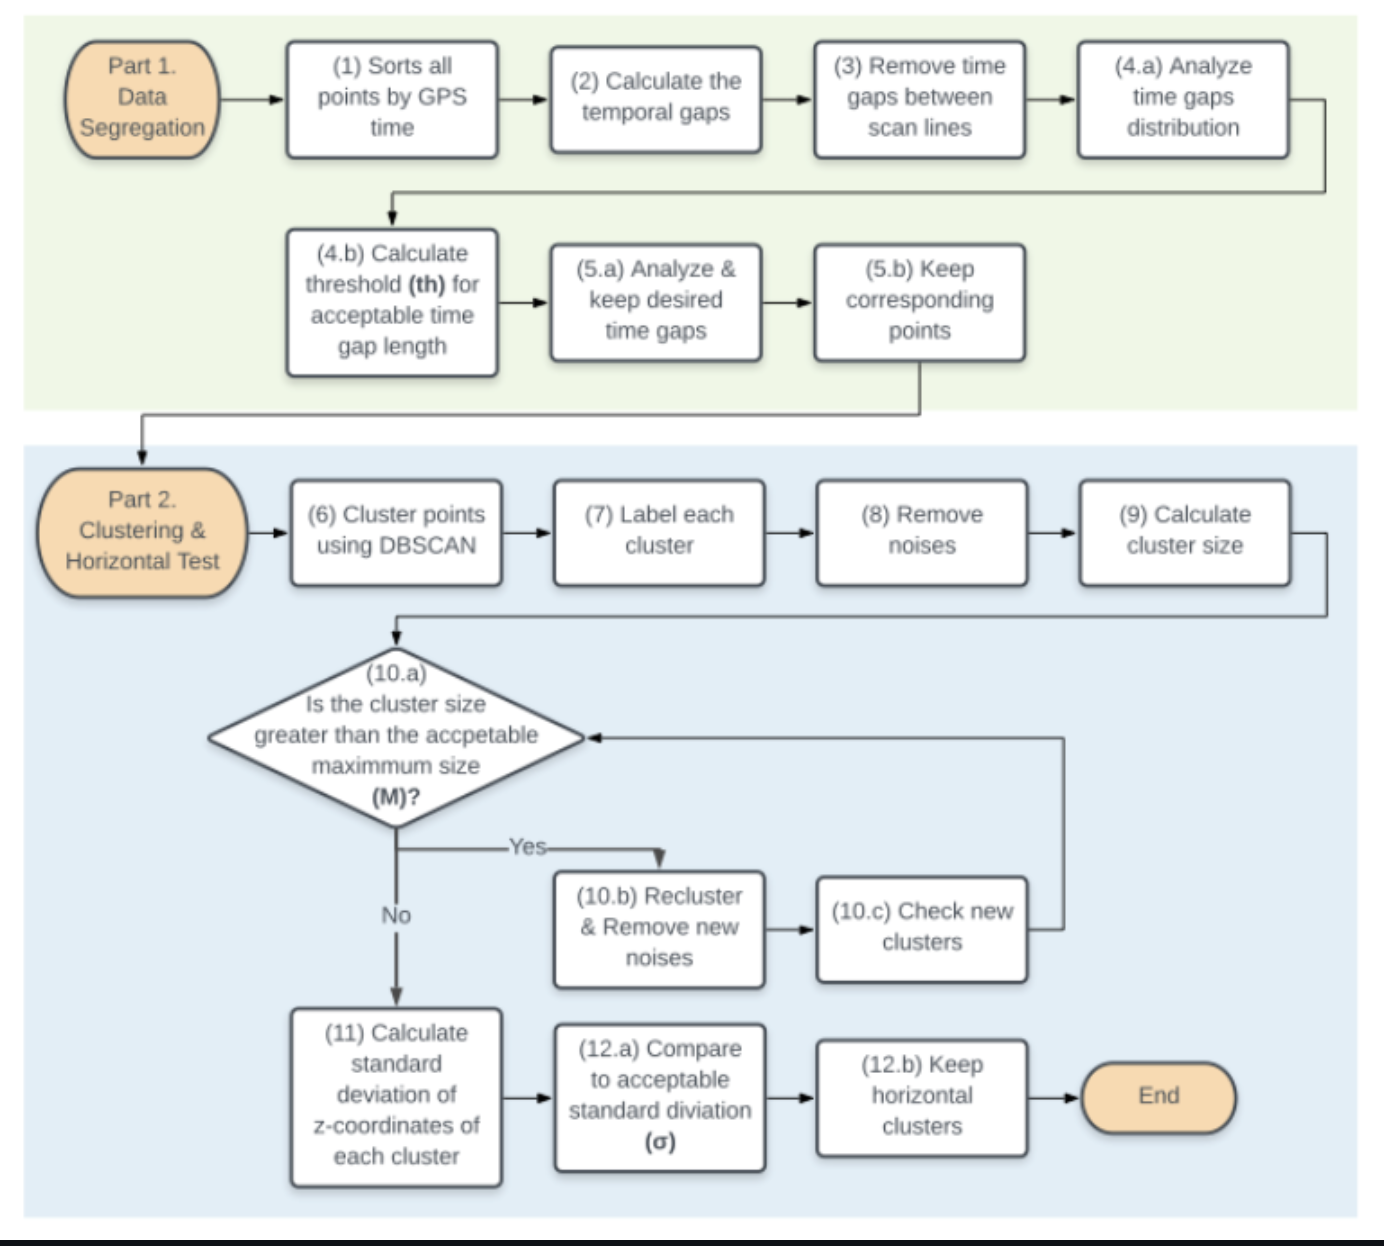 Part 1.
Data
Segregation
(1) Sorts all
points by GPS
time
(2) Calculate the
temporal gaps
(3) Remove time
gaps between
scan lines
(4.a) Analyze
time gaps
distribution
(4.b) Calculate
threshold (th) for
acceptable time
gap length
(5.a) Analyze &
keep desired
time gaps
(5.b) Keep
corresponding
points
Part 2.
Clustering &
Horizontal Test
(6) Cluster points
using DBSCAN
(7) Label each
cluster
(8) Remove
noises
(9) Calculate
cluster size
(10.a)
Is the cluster size
greater than the accpetable
maximmum size
(M)?
Yes
No
(10.b) Recluster
& Remove new
noises
(10.c) Check new
clusters
(11) Calculate
standard
deviation of
z-coordinates of
each cluster
(12.a) Compare
to acceptable
standard diviation
(σ)
(12.b) Keep
horizontal
clusters
End